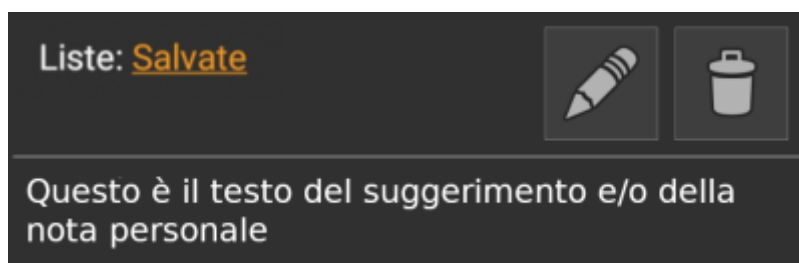 Liste: Salvate
Questo è il testo del suggerimento e/o della
nota personale